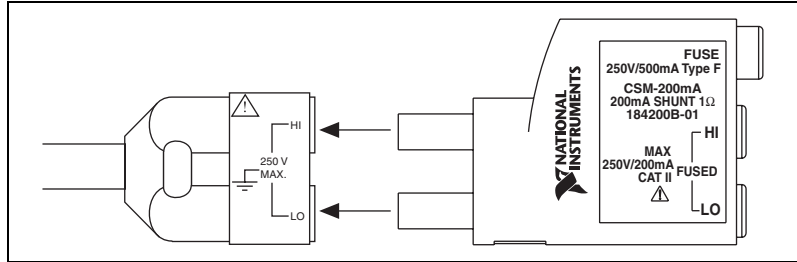 HI
250 V
MAX.
LO
NATIONAL
INSTRUMENTS
FUSE
250V/500mA Type F
CSM-200mA
200mA SHUNT 1Ω
184200B-01
HI
MAX
250V/200mA FUSED
CAT II
LO